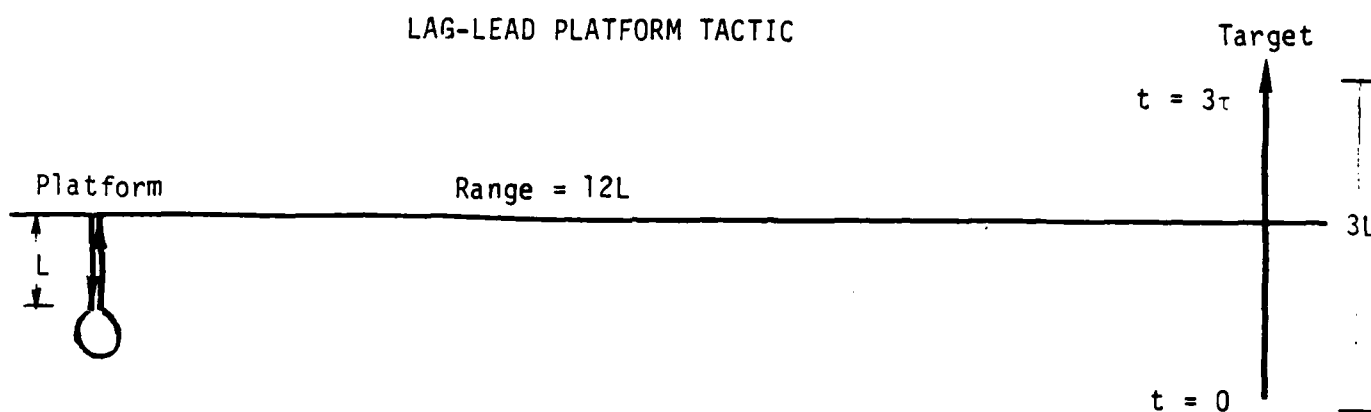 LAG-LEAD PLATFORM TACTIC
Target
t = 3τ
Platform
Range = 12L
3L
L
t = 0